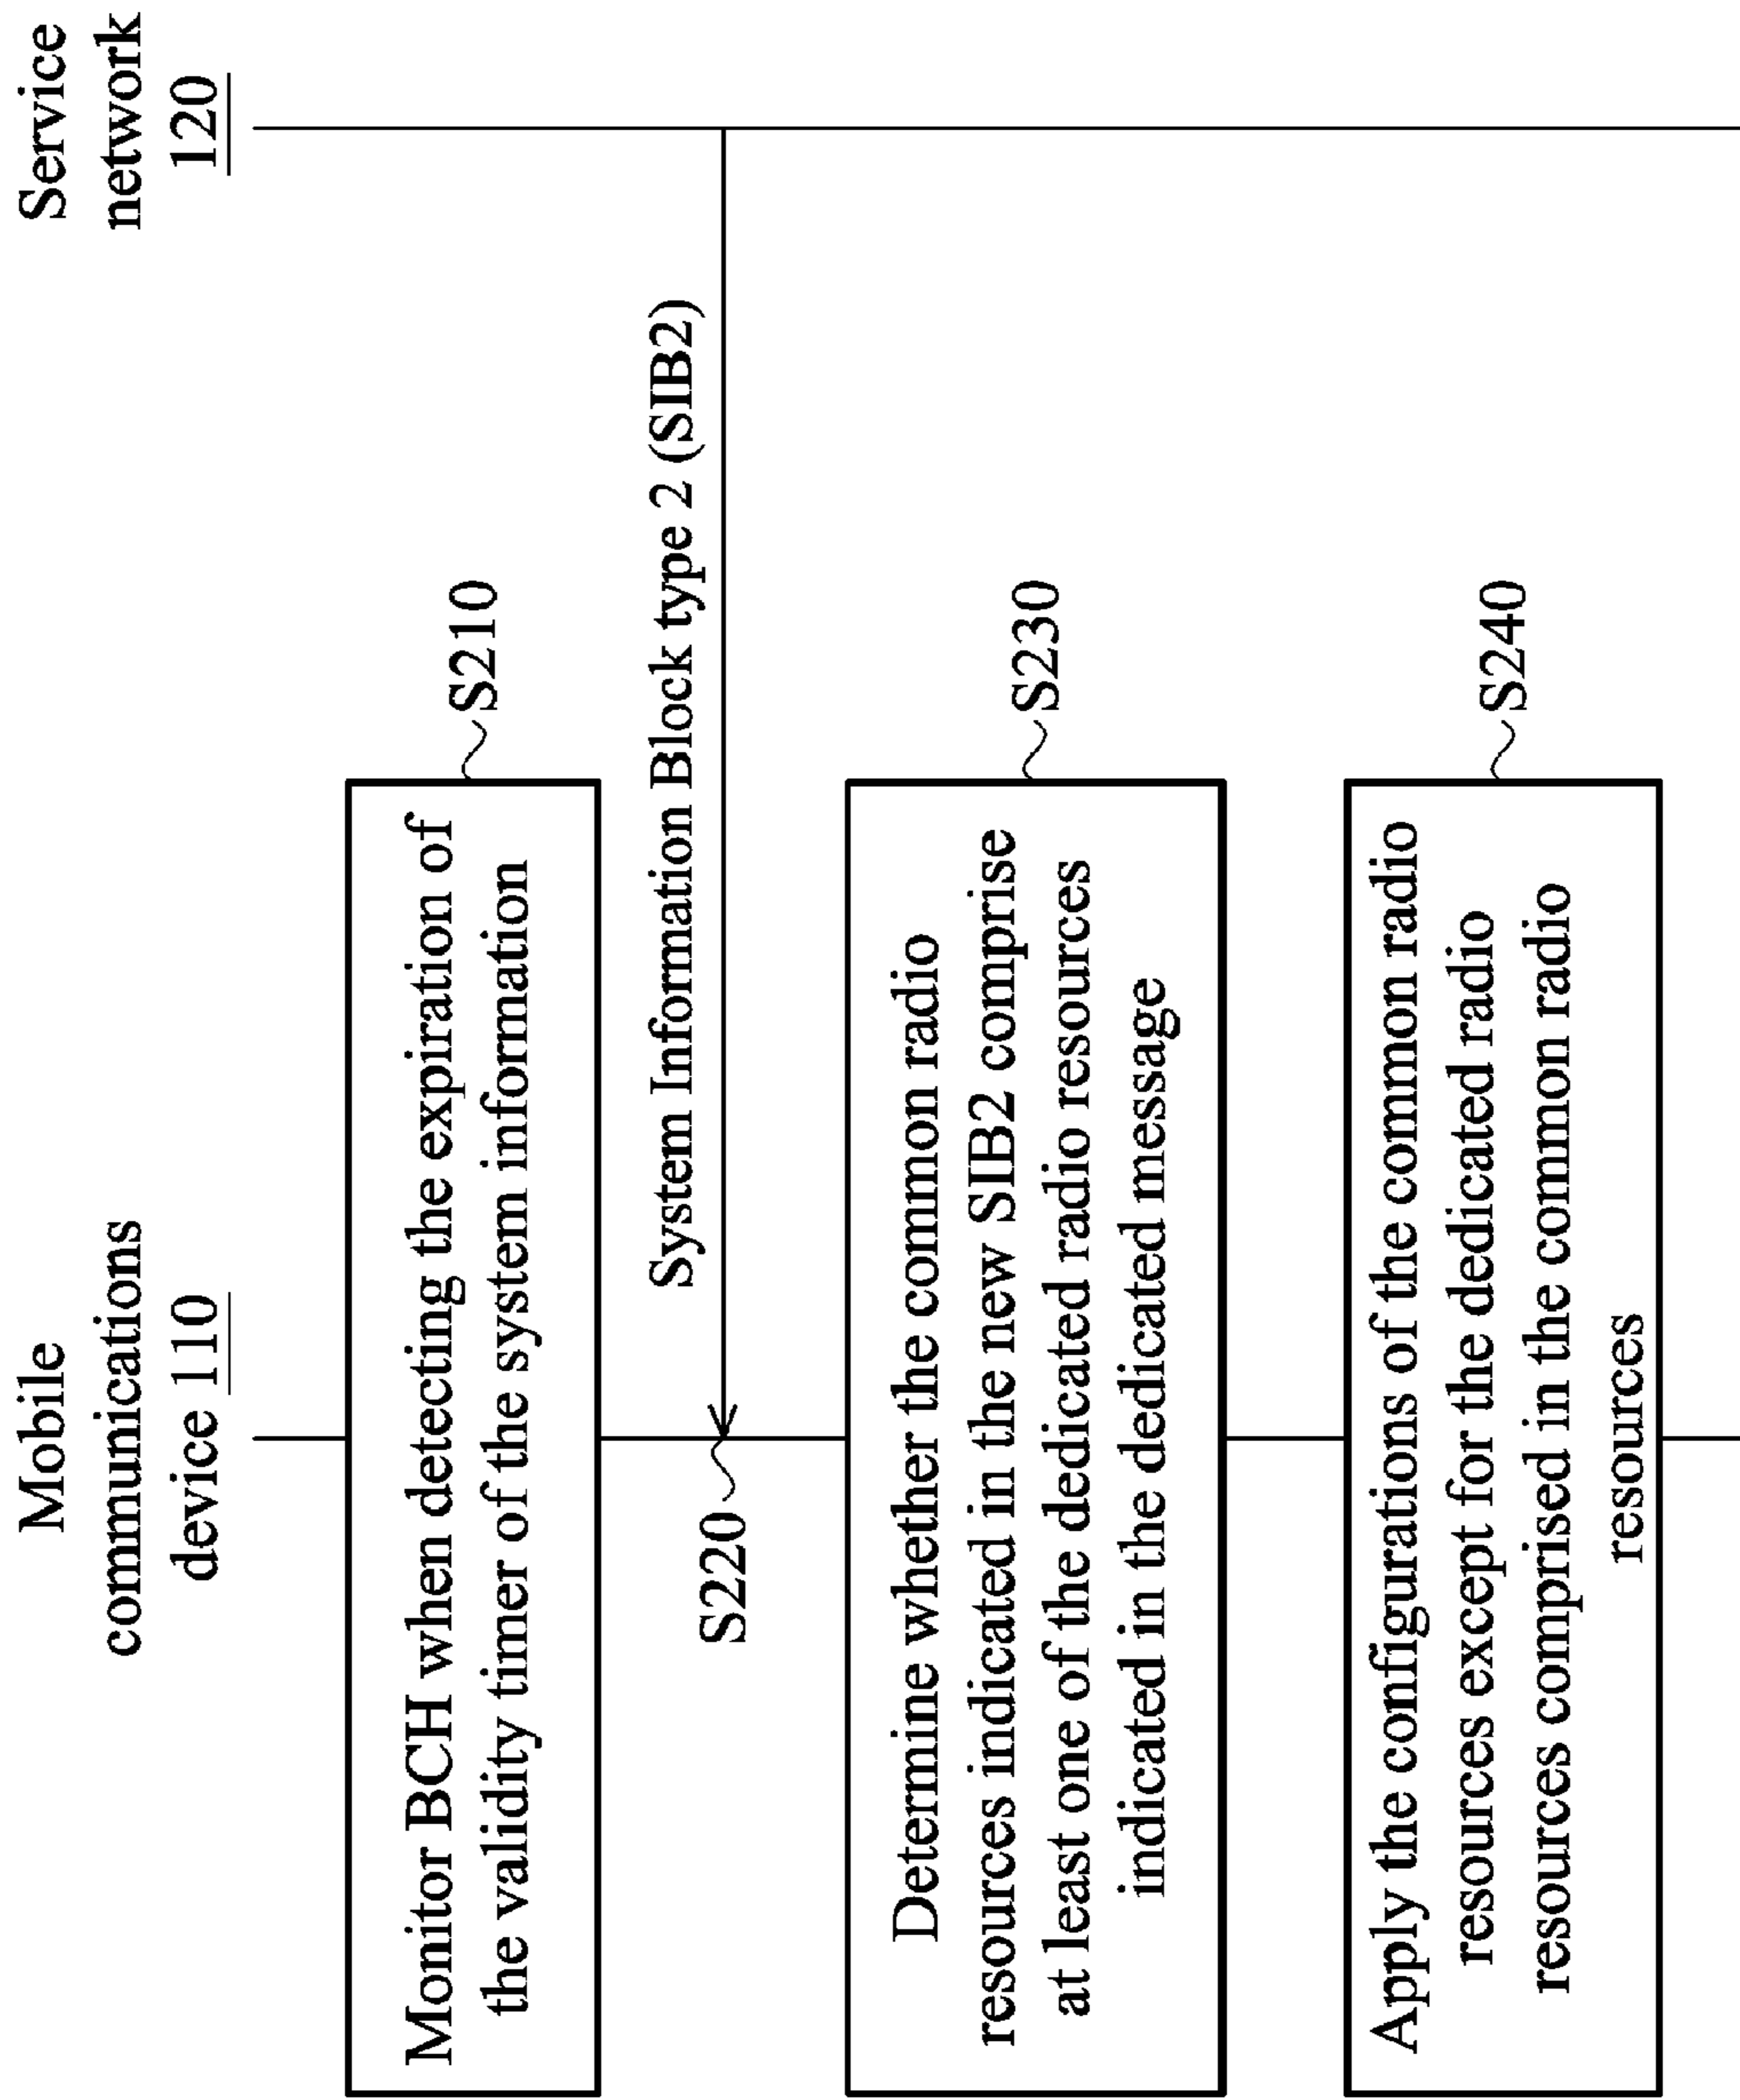 Mobile
communications
device 110
Service
network
120
Monitor BCH when detecting the expiration of
the validity timer of the system information
S210
System Information Block type 2 (SIB2)
S220
Determine whether the common radio
resources indicated in the new SIB2 comprise
at least one of the dedicated radio resources
indicated in the dedicated message
S230
Apply the configurations of the common radio
resources except for the dedicated radio
resources comprised in the common radio
resources
S240